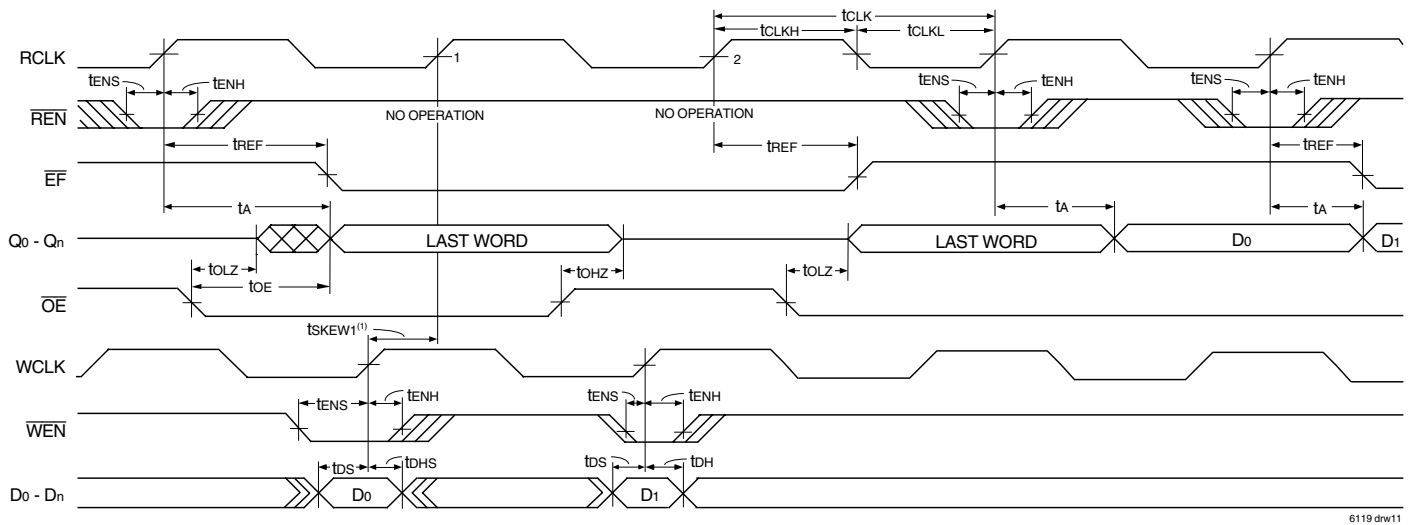 tCLK
tCLKH tCLKL
RCLK 1 2
tENS tENH tENS tENH tENS tENH
REN NO OPERATION NO OPERATION
tREF tREF tREF
EF
tA tA tA
Q0 - Qn LAST WORD LAST WORD D0 D1
tOLZ tOHZ tOLZ
tOE
OE
tSKEW1(1)
WCLK
tENS tENH tENS tENH
WEN
tDS tDHS tDS tDH
D0 - Dn D0 D1
6119 drw11